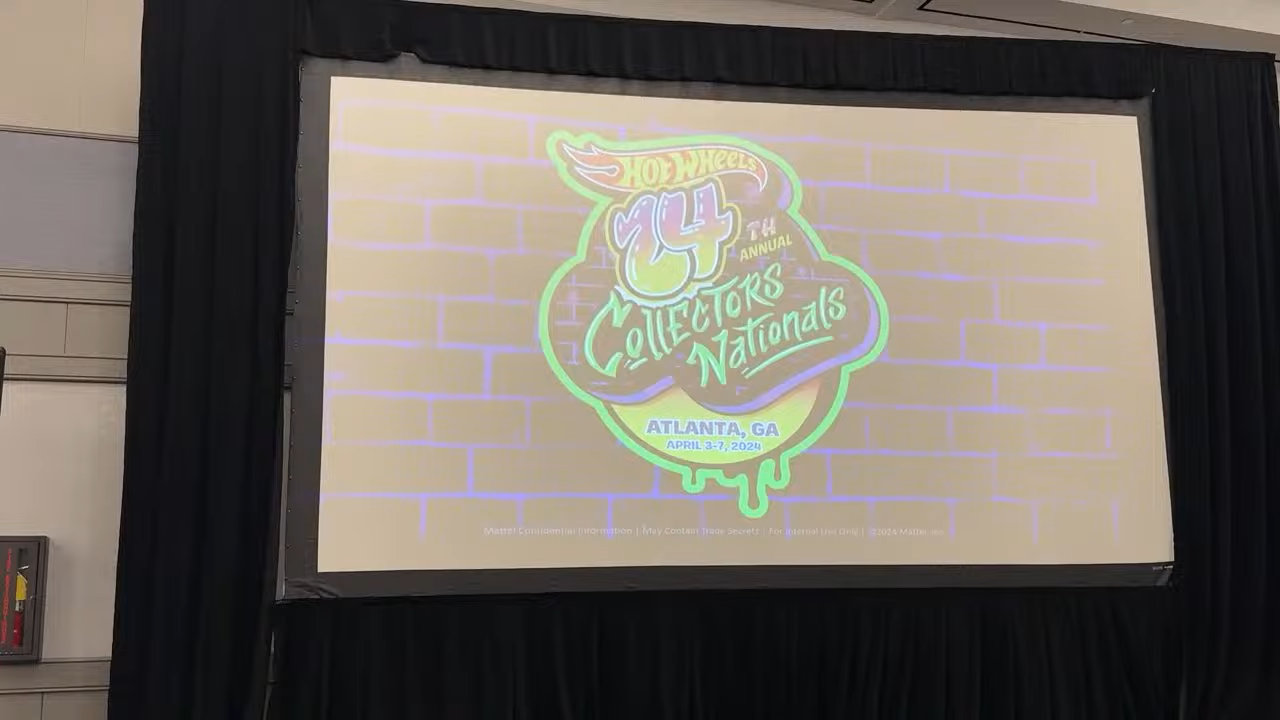 HOT WHEELS
24
TH
ANNUAL
COLLECTORS
NATIONALS
ATLANTA, GA
APRIL 3-7, 2024
Mattel Confidential Information | May Contain Trade Secrets | For Internal Use Only | ©2024 Mattel, Inc.